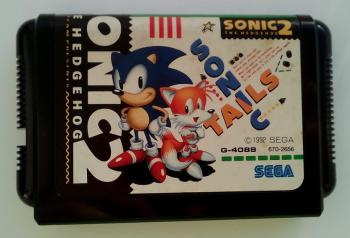 SONIC 2
THE HEDGEHOG
SONIC 2
THE HEDGEHOG
SONIC
TAILS
© 1992 SEGA
G-4088 670-2656
SEGA